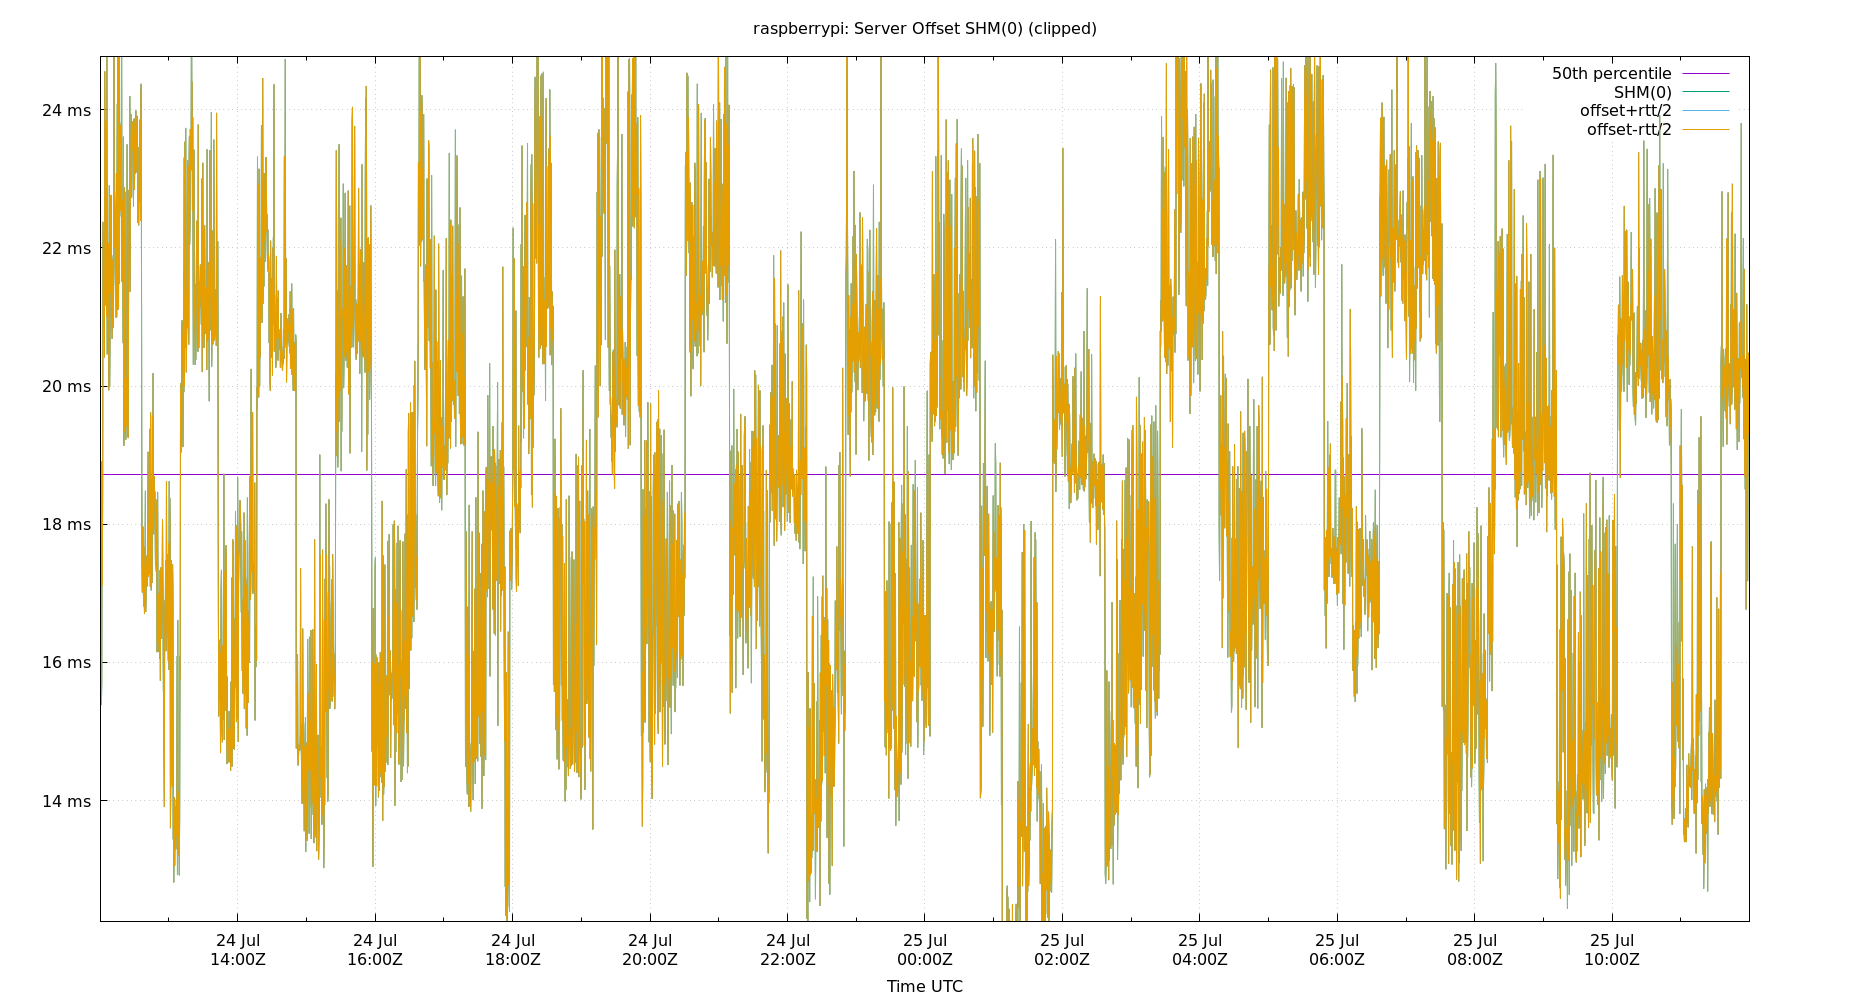 raspberrypi: Server Offset SHM(0) (clipped)
50th percentile
SHM(0)
offset+rtt/2
offset-rtt/2
24 ms
22 ms
20 ms
18 ms
16 ms
14 ms
24 Jul 24 Jul 24 Jul 24 Jul 24 Jul 25 Jul 25 Jul 25 Jul 25 Jul 25 Jul 25 Jul
14:00Z 16:00Z 18:00Z 20:00Z 22:00Z 00:00Z 02:00Z 04:00Z 06:00Z 08:00Z 10:00Z
Time UTC